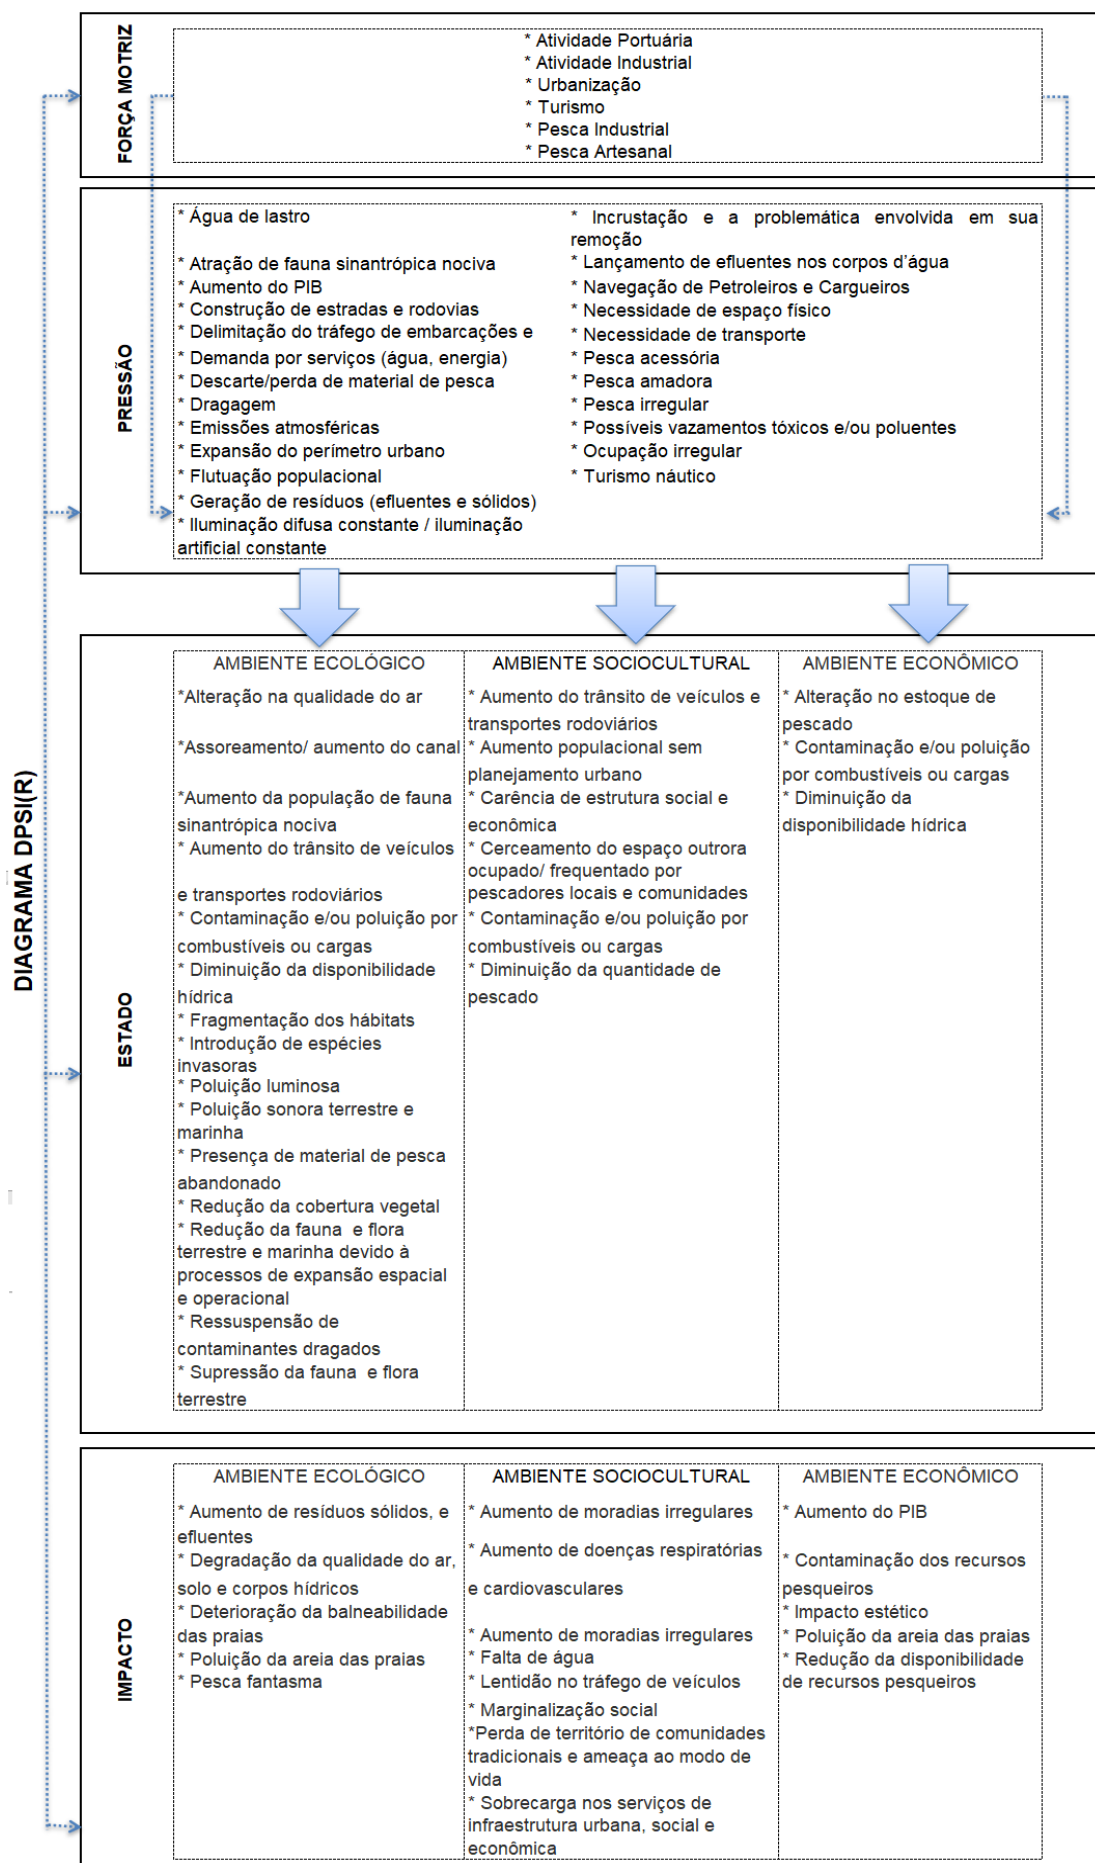 DIAGRAMA DPSI(R)
FORÇA MOTRIZ
* Atividade Portuária
* Atividade Industrial
* Urbanização
* Turismo
* Pesca Industrial
* Pesca Artesanal
PRESSÃO
* Água de lastro
* Atração de fauna sinantrópica nociva
* Aumento do PIB
* Construção de estradas e rodovias
* Delimitação do tráfego de embarcações e
* Demanda por serviços (água, energia)
* Descarte/perda de material de pesca
* Dragagem
* Emissões atmosféricas
* Expansão do perímetro urbano
* Flutuação populacional
* Geração de resíduos (efluentes e sólidos)
* Iluminação difusa constante / iluminação
artificial constante
* Incrustação e a problemática envolvida em sua
remoção
* Lançamento de efluentes nos corpos d’água
* Navegação de Petroleiros e Cargueiros
* Necessidade de espaço físico
* Necessidade de transporte
* Pesca acessória
* Pesca amadora
* Pesca irregular
* Possíveis vazamentos tóxicos e/ou poluentes
* Ocupação irregular
* Turismo náutico
ESTADO
AMBIENTE ECOLÓGICO
*Alteração na qualidade do ar
*Assoreamento/ aumento do canal
*Aumento da população de fauna
sinantrópica nociva
* Aumento do trânsito de veículos
e transportes rodoviários
* Contaminação e/ou poluição por
combustíveis ou cargas
* Diminuição da disponibilidade
hídrica
* Fragmentação dos hábitats
* Introdução de espécies
invasoras
* Poluição luminosa
* Poluição sonora terrestre e
marinha
* Presença de material de pesca
abandonado
* Redução da cobertura vegetal
* Redução da fauna e flora
terrestre e marinha devido à
processos de expansão espacial
e operacional
* Ressuspensão de
contaminantes dragados
* Supressão da fauna e flora
terrestre
AMBIENTE SOCIOCULTURAL
* Aumento do trânsito de veículos e
transportes rodoviários
* Aumento populacional sem
planejamento urbano
* Carência de estrutura social e
econômica
* Cerceamento do espaço outrora
ocupado/ frequentado por
pescadores locais e comunidades
* Contaminação e/ou poluição por
combustíveis ou cargas
* Diminuição da quantidade de
pescado
AMBIENTE ECONÔMICO
* Alteração no estoque de
pescado
* Contaminação e/ou poluição
por combustíveis ou cargas
* Diminuição da
disponibilidade hídrica
IMPACTO
AMBIENTE ECOLÓGICO
* Aumento de resíduos sólidos, e
efluentes
* Degradação da qualidade do ar,
solo e corpos hídricos
* Deterioração da balneabilidade
das praias
* Poluição da areia das praias
* Pesca fantasma
AMBIENTE SOCIOCULTURAL
* Aumento de moradias irregulares
* Aumento de doenças respiratórias
e cardiovasculares
* Aumento de moradias irregulares
* Falta de água
* Lentidão no tráfego de veículos
* Marginalização social
*Perda de território de comunidades
tradicionais e ameaça ao modo de
vida
* Sobrecarga nos serviços de
infraestrutura urbana, social e
econômica
AMBIENTE ECONÔMICO
* Aumento do PIB
* Contaminação dos recursos
pesqueiros
* Impacto estético
* Poluição da areia das praias
* Redução da disponibilidade
de recursos pesqueiros